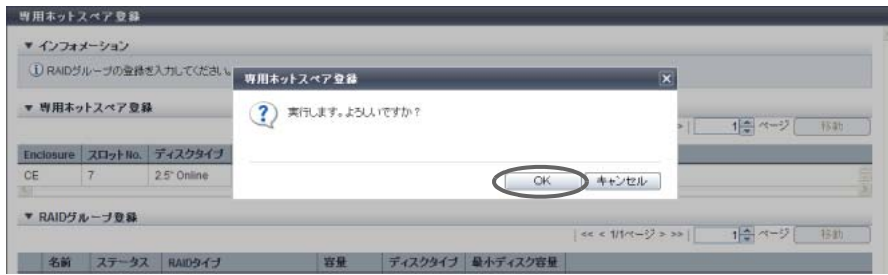 専用ホットスペア登録
▼ インフォメーション
RAIDグループの登録を入力してください。
専用ホットスペア登録
実行します。よろしいですか?
OK キャンセル
▼ 専用ホットスペア登録
>> | 1 ページ 移動
Enclosure スロットNo. ディスクタイプ
CE 7 2.5" Online
▼ RAIDグループ登録
| << < 1/1ページ > >> | 1 ページ 移動
名前 ステータス RAIDタイプ 容量 ディスクタイプ 最小ディスク容量